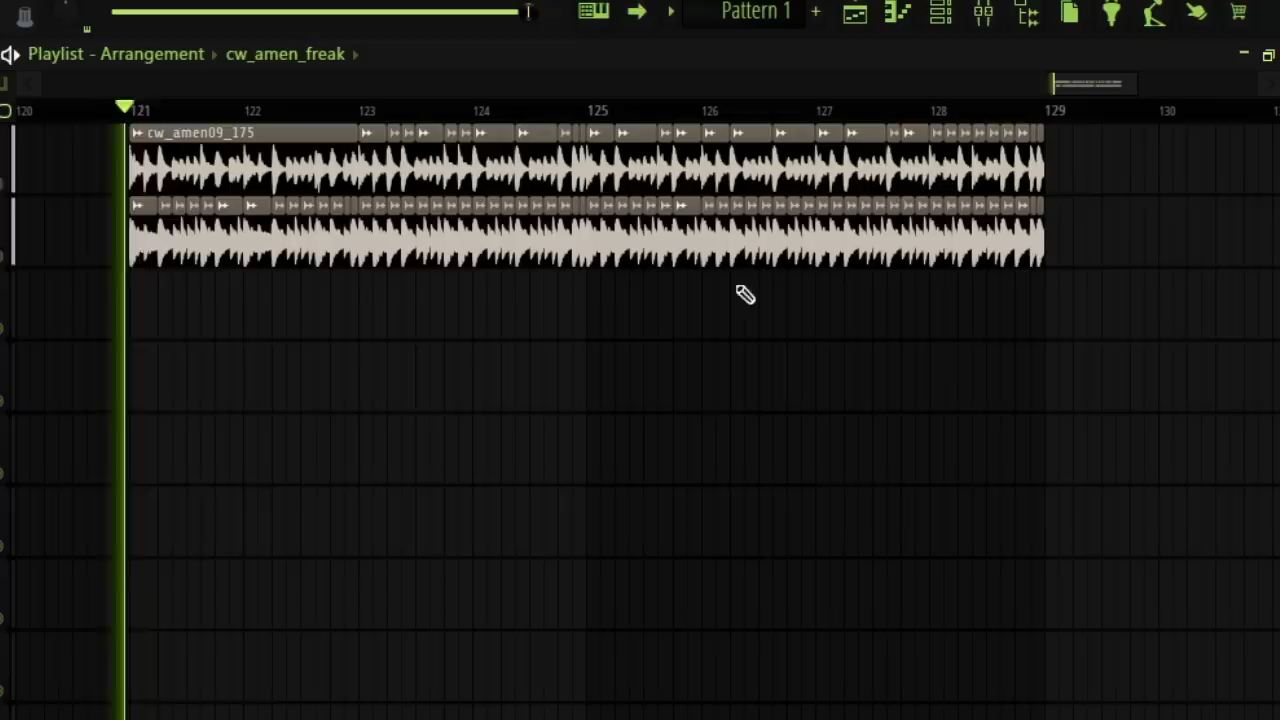 Pattern 1
Playlist - Arrangement cw_amen_freak
120 121 122 123 124 125 126 127 128 129 130
cw_amen09_175